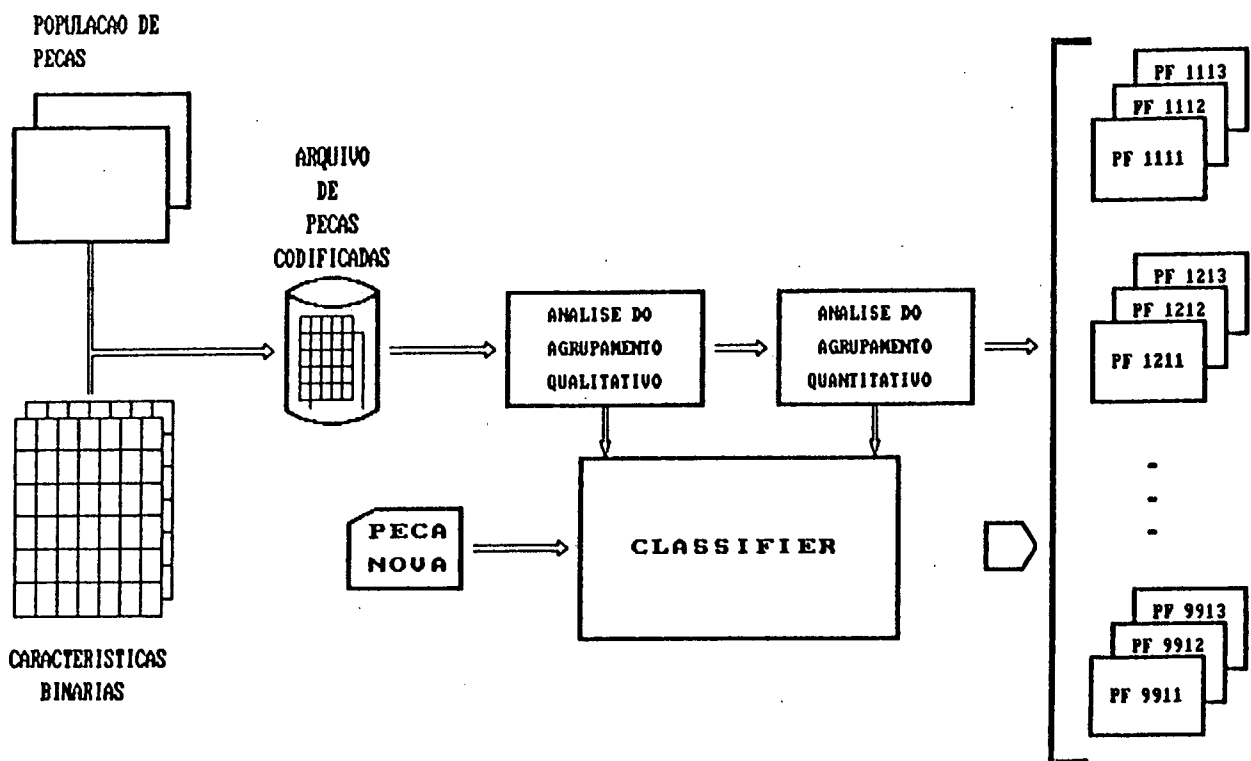 POPULACAO DE
PECAS
ARQUIVO
DE
PECAS
CODIFICADAS
CARACTERISTICAS
BINARIAS
ANALISE DO
AGRUPAMENTO
QUALITATIVO
ANALISE DO
AGRUPAMENTO
QUANTITATIVO
PECA
NOVA
CLASSIFIER
PF 1113
PF 1112
PF 1111
PF 1213
PF 1212
PF 1211
PF 9913
PF 9912
PF 9911